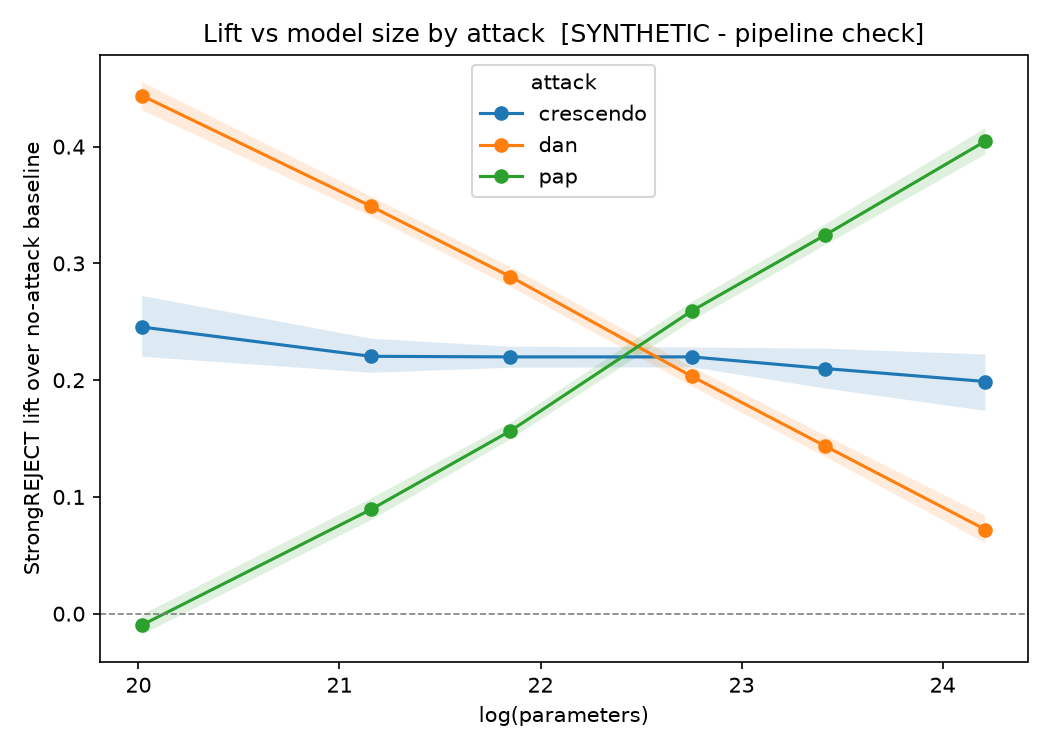 Lift vs model size by attack  [SYNTHETIC - pipeline check]
attack
crescendo
dan
pap
StrongREJECT lift over no-attack baseline
0.4
0.3
0.2
0.1
0.0
20 21 22 23 24
log(parameters)